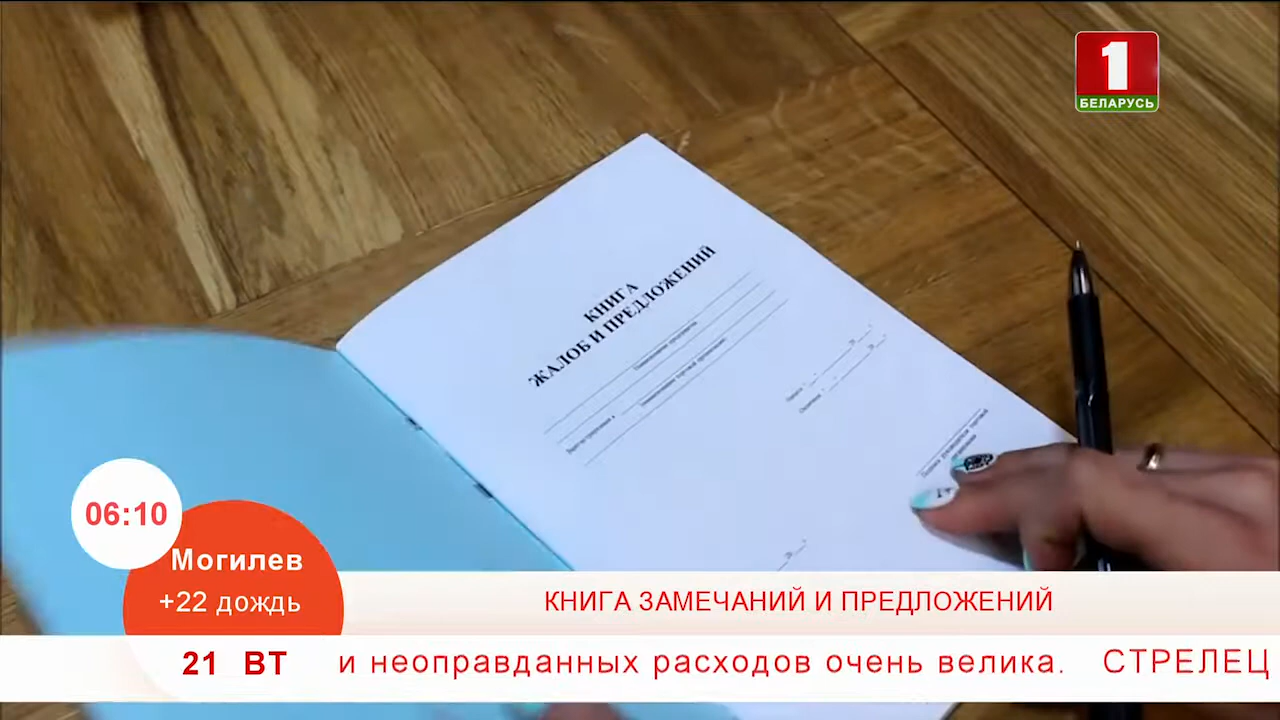 1
БЕЛАРУСЬ
КНИГА
ЖАЛОБ И ПРЕДЛОЖЕНИЙ
06:10
Могилев
+22 дождь
КНИГА ЗАМЕЧАНИЙ И ПРЕДЛОЖЕНИЙ
21 ВТ
и неоправданных расходов очень велика. СТРЕЛЕЦ